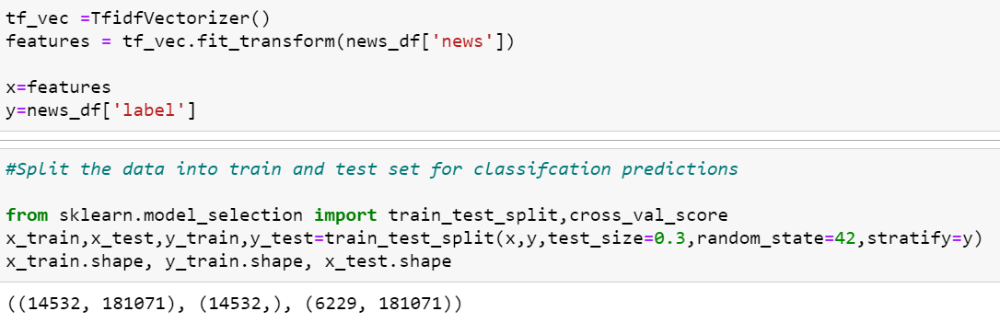 tf_vec =TfidfVectorizer()
features = tf_vec.fit_transform(news_df['news'])
x=features
y=news_df['label']
#Split the data into train and test set for classifcation predictions
from sklearn.model_selection import train_test_split,cross_val_score
x_train,x_test,y_train,y_test=train_test_split(x,y,test_size=0.3,random_state=42,stratify=y)
x_train.shape, y_train.shape, x_test.shape
((14532, 181071), (14532,), (6229, 181071))